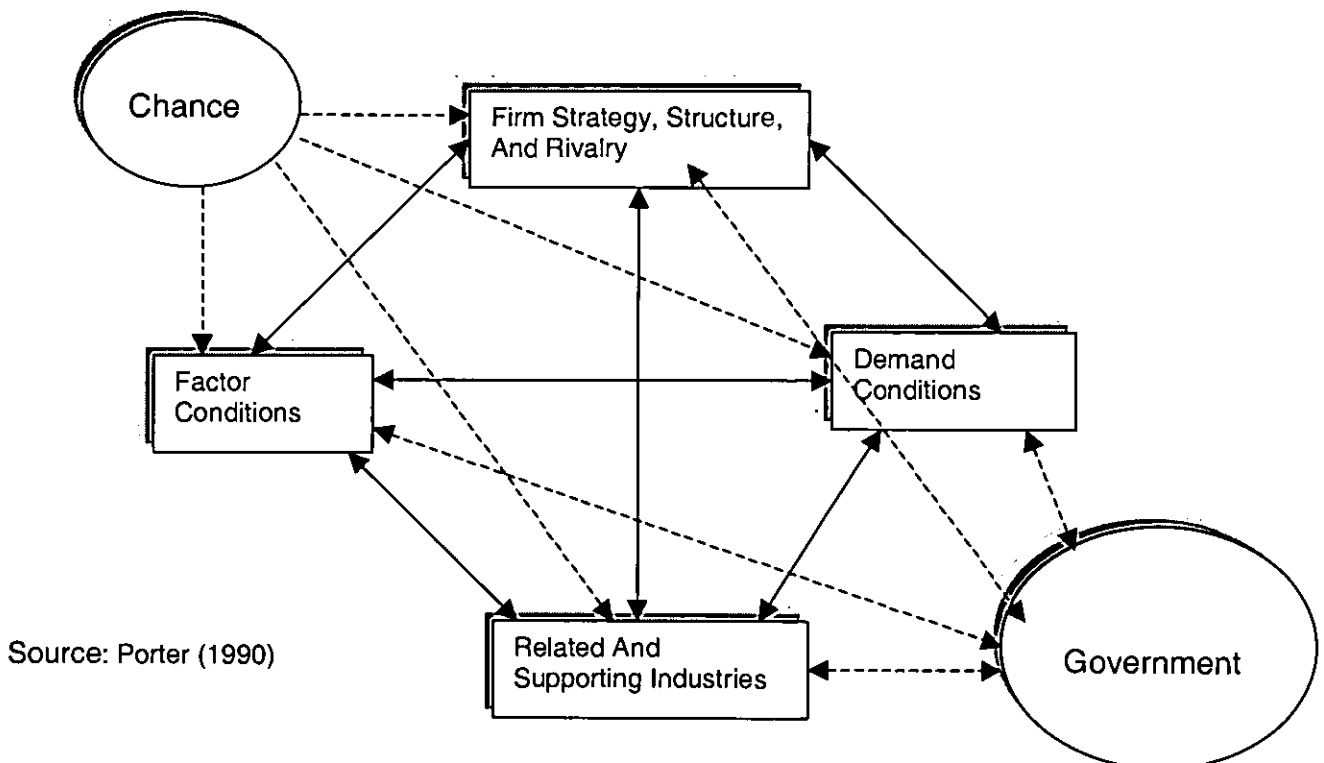 Chance
Firm Strategy, Structure,
And Rivalry
Factor
Conditions
Demand
Conditions
Related And
Supporting Industries
Source: Porter (1990)
Government